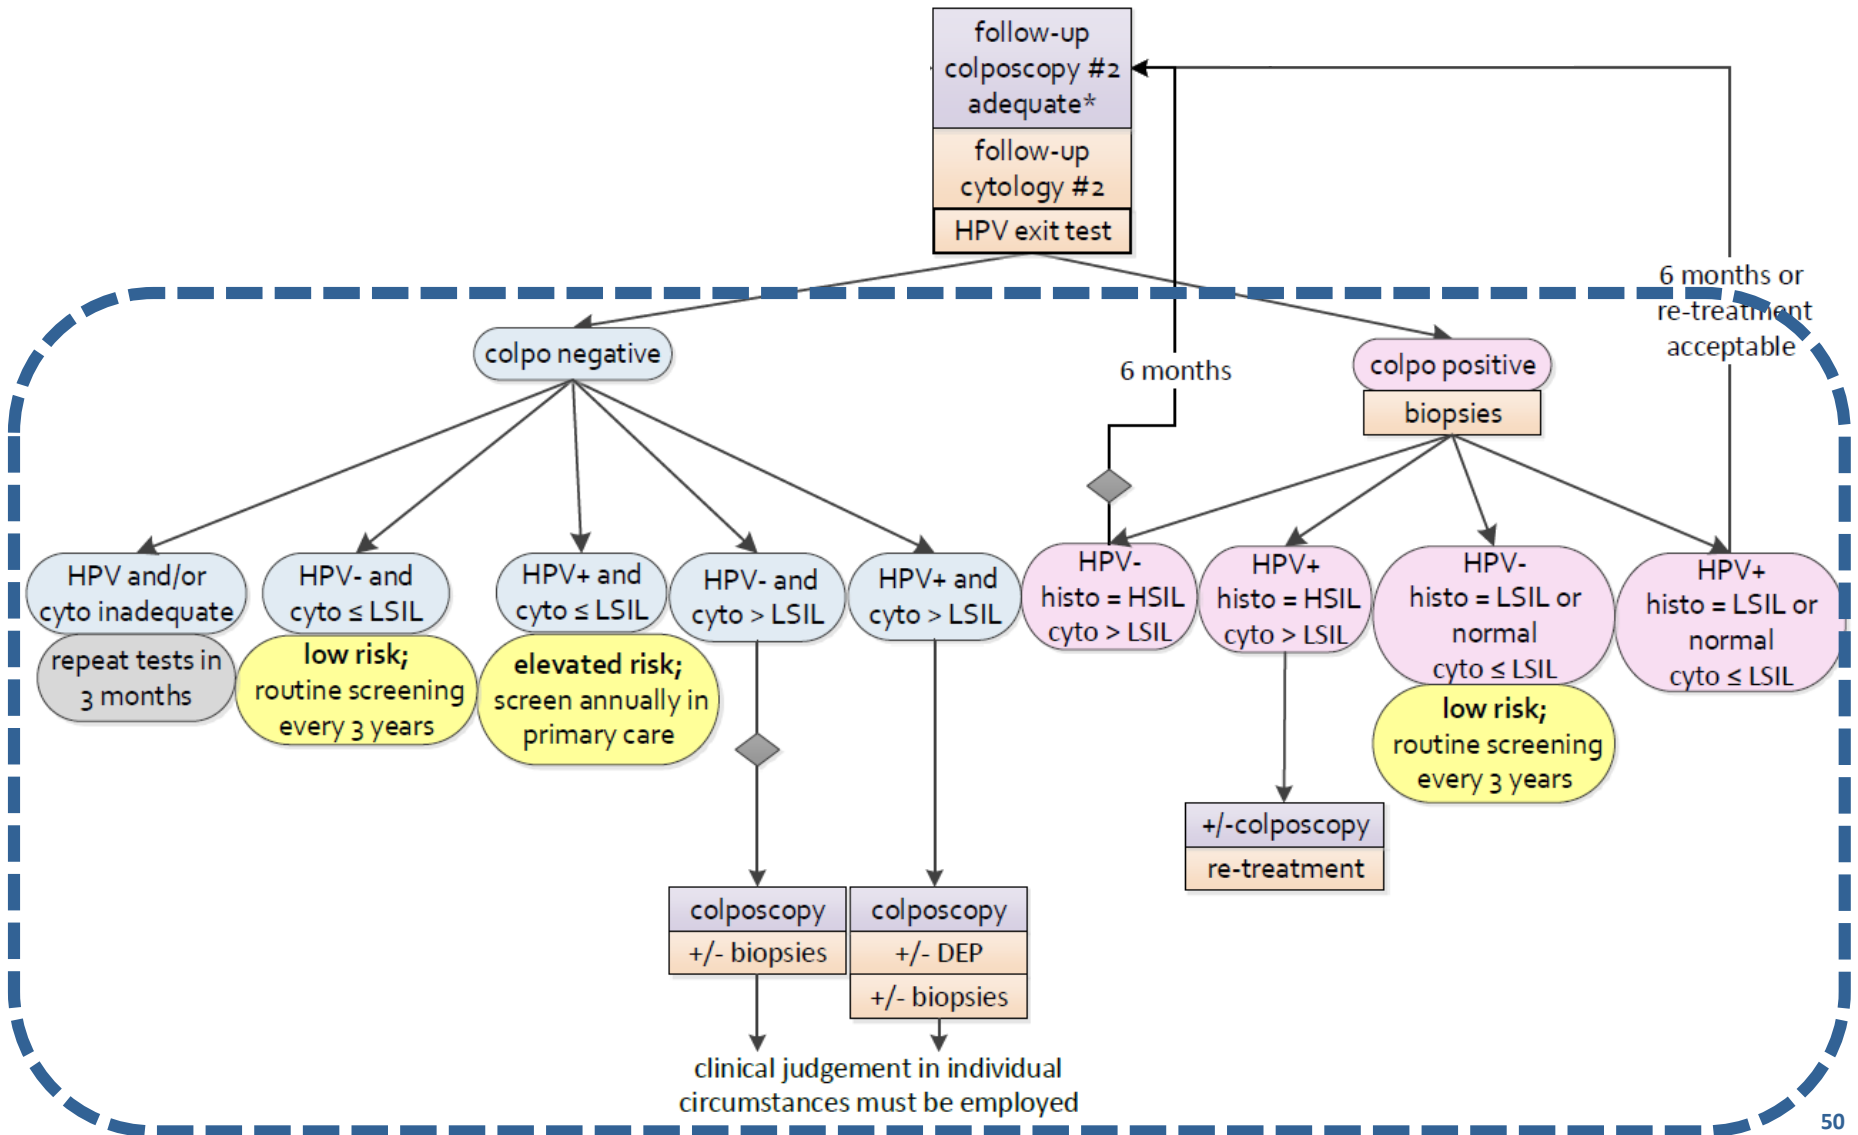 follow-up
colposcopy #2
adequate*
follow-up
cytology #2
HPV exit test
6 months or
re-treatment
acceptable
colpo negative
6 months
colpo positive
biopsies
HPV and/or
cyto inadequate
repeat tests in
3 months
HPV- and
cyto ≤ LSIL
low risk;
routine screening
every 3 years
HPV+ and
cyto ≤ LSIL
elevated risk;
screen annually in
primary care
HPV- and
cyto > LSIL
HPV+ and
cyto > LSIL
HPV-
histo = HSIL
cyto > LSIL
HPV+
histo = HSIL
cyto > LSIL
HPV-
histo = LSIL or
normal
cyto ≤ LSIL
low risk;
routine screening
every 3 years
HPV+
histo = LSIL or
normal
cyto ≤ LSIL
+/-colposcopy
re-treatment
colposcopy
+/- biopsies
colposcopy
+/- DEP
+/- biopsies
clinical judgement in individual
circumstances must be employed
50